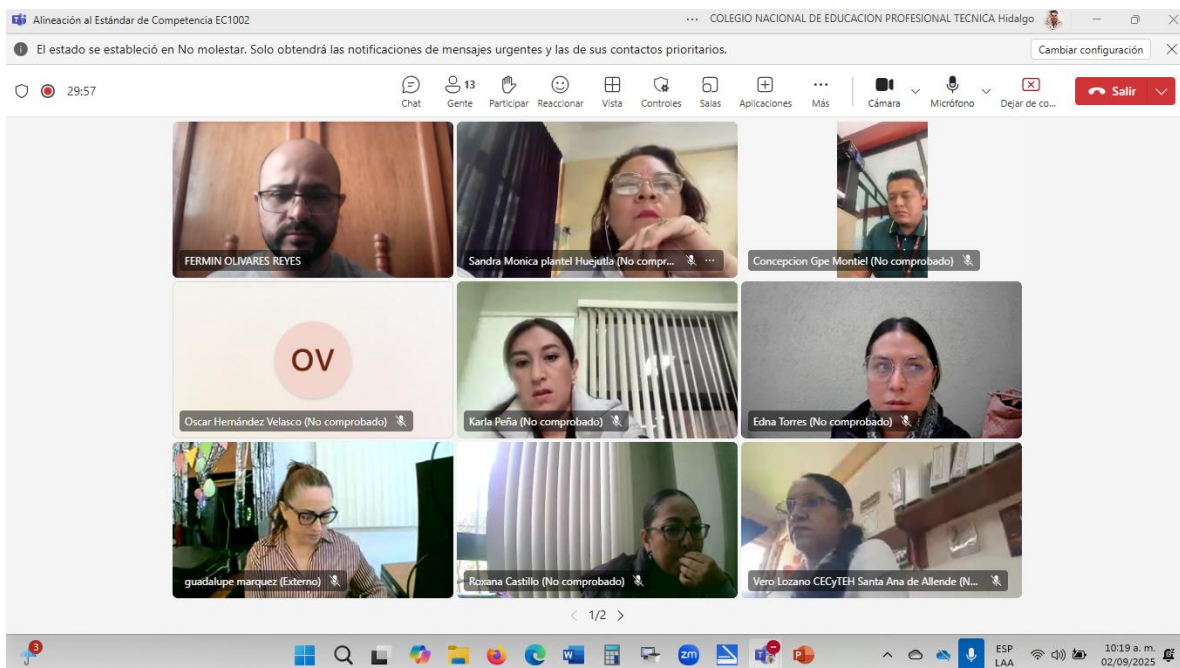 Alineación al Estándar de Competencia EC1002
COLEGIO NACIONAL DE EDUCACION PROFESIONAL TECNICA Hidalgo
El estado se estableció en No molestar. Solo obtendrá las notificaciones de mensajes urgentes y las de sus contactos prioritarios.
Cambiar configuración
29:57
13
Chat
Gente
Participar
Reaccionar
Vista
Controles
Salas
Aplicaciones
Más
Cámara
Micrófono
Dejar de co...
Salir
FERMIN OLIVARES REYES
Sandra Monica plantel Huejutla (No compr...
Concepcion Gpe Montiel (No comprobado)
OV
Oscar Hernández Velasco (No comprobado)
Karla Peña (No comprobado)
Edna Torres (No comprobado)
guadalupe marquez (Externo)
Roxana Castillo (No comprobado)
Vero Lozano CECyTEH Santa Ana de Allende (N...
1/2
3
zm
ESP
LAA
10:19 a. m.
02/09/2025